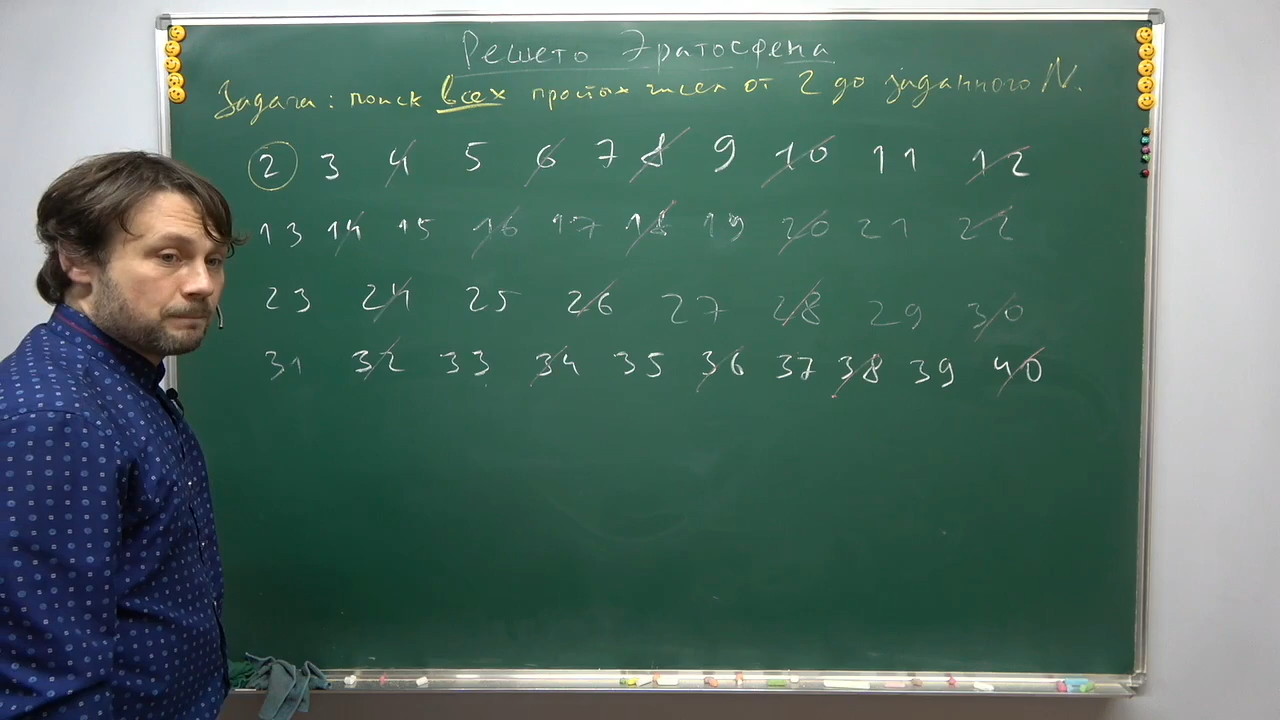 Решето Эратосфена
Задача: поиск всех простых чисел от 2 до заданного N.
2 3 4 5 6 7 8 9 10 11 12
13 14 15 16 17 18 19 20 21 22
23 24 25 26 27 28 29 30
31 32 33 34 35 36 37 38 39 40